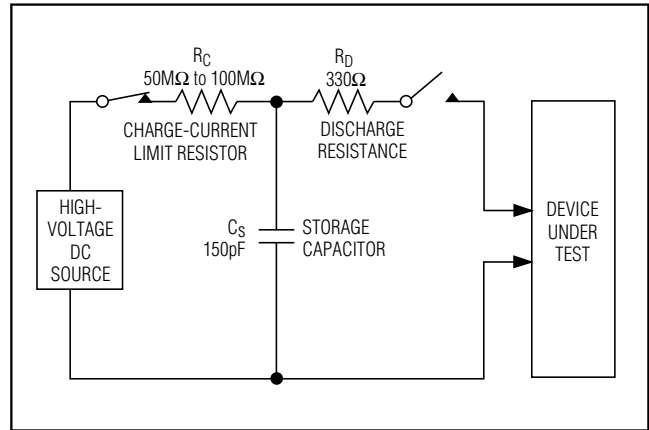 R_C
50MΩ to 100MΩ
CHARGE-CURRENT
LIMIT RESISTOR
R_D
330Ω
DISCHARGE
RESISTANCE
HIGH-
VOLTAGE
DC
SOURCE
C_S
150pF
STORAGE
CAPACITOR
DEVICE
UNDER
TEST